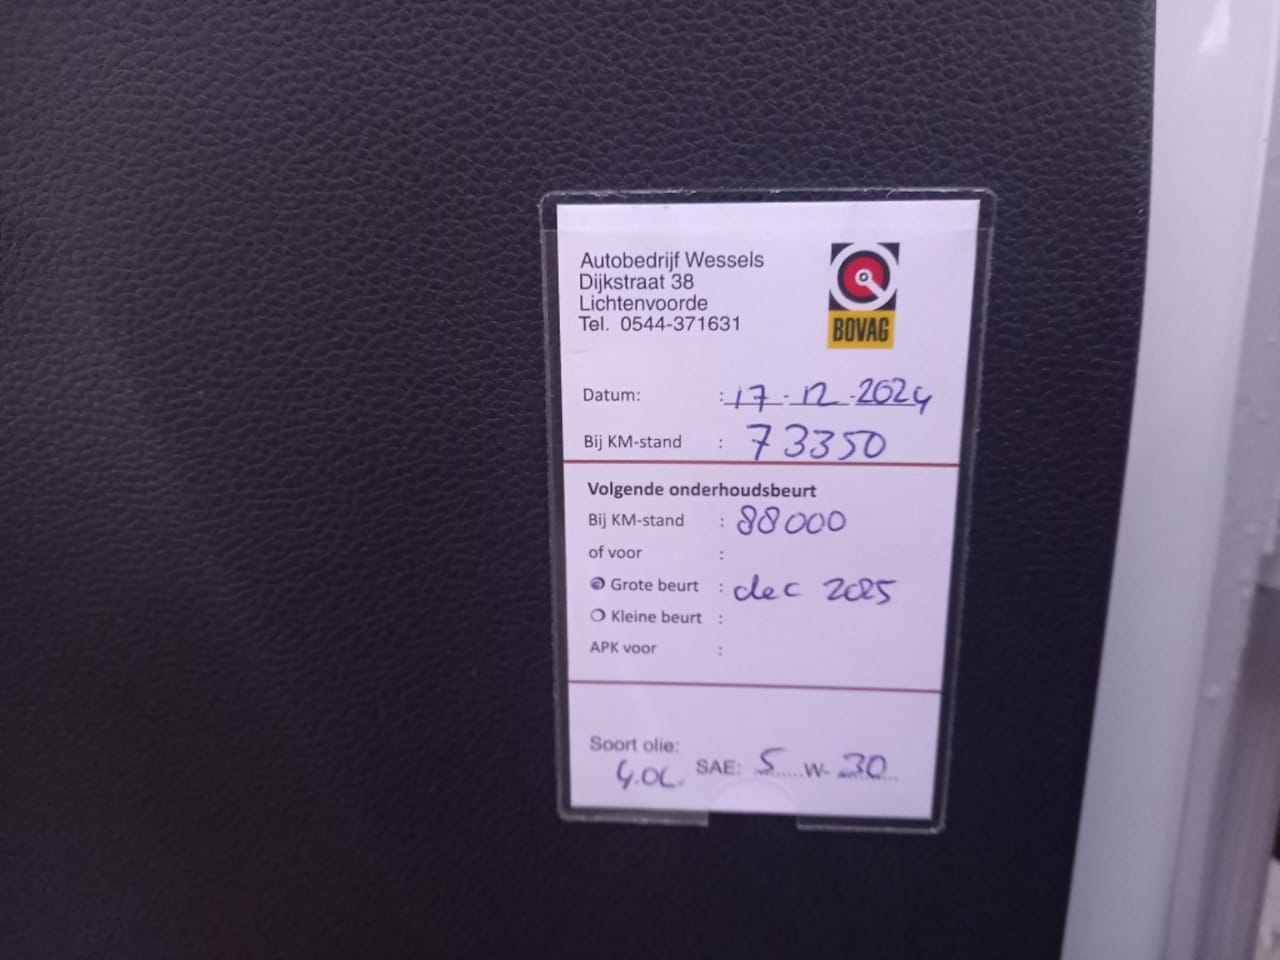 Autobedrijf Wessels
Dijkstraat 38
Lichtenvoorde
Tel. 0544-371631
BOVAG
Datum: : 17-12-2024
Bij KM-stand : 73350
Volgende onderhoudsbeurt
Bij KM-stand : 88000
of voor :
Grote beurt : dec 2025
Kleine beurt :
APK voor :
Soort olie:
4.0L. SAE: 5 W- 30